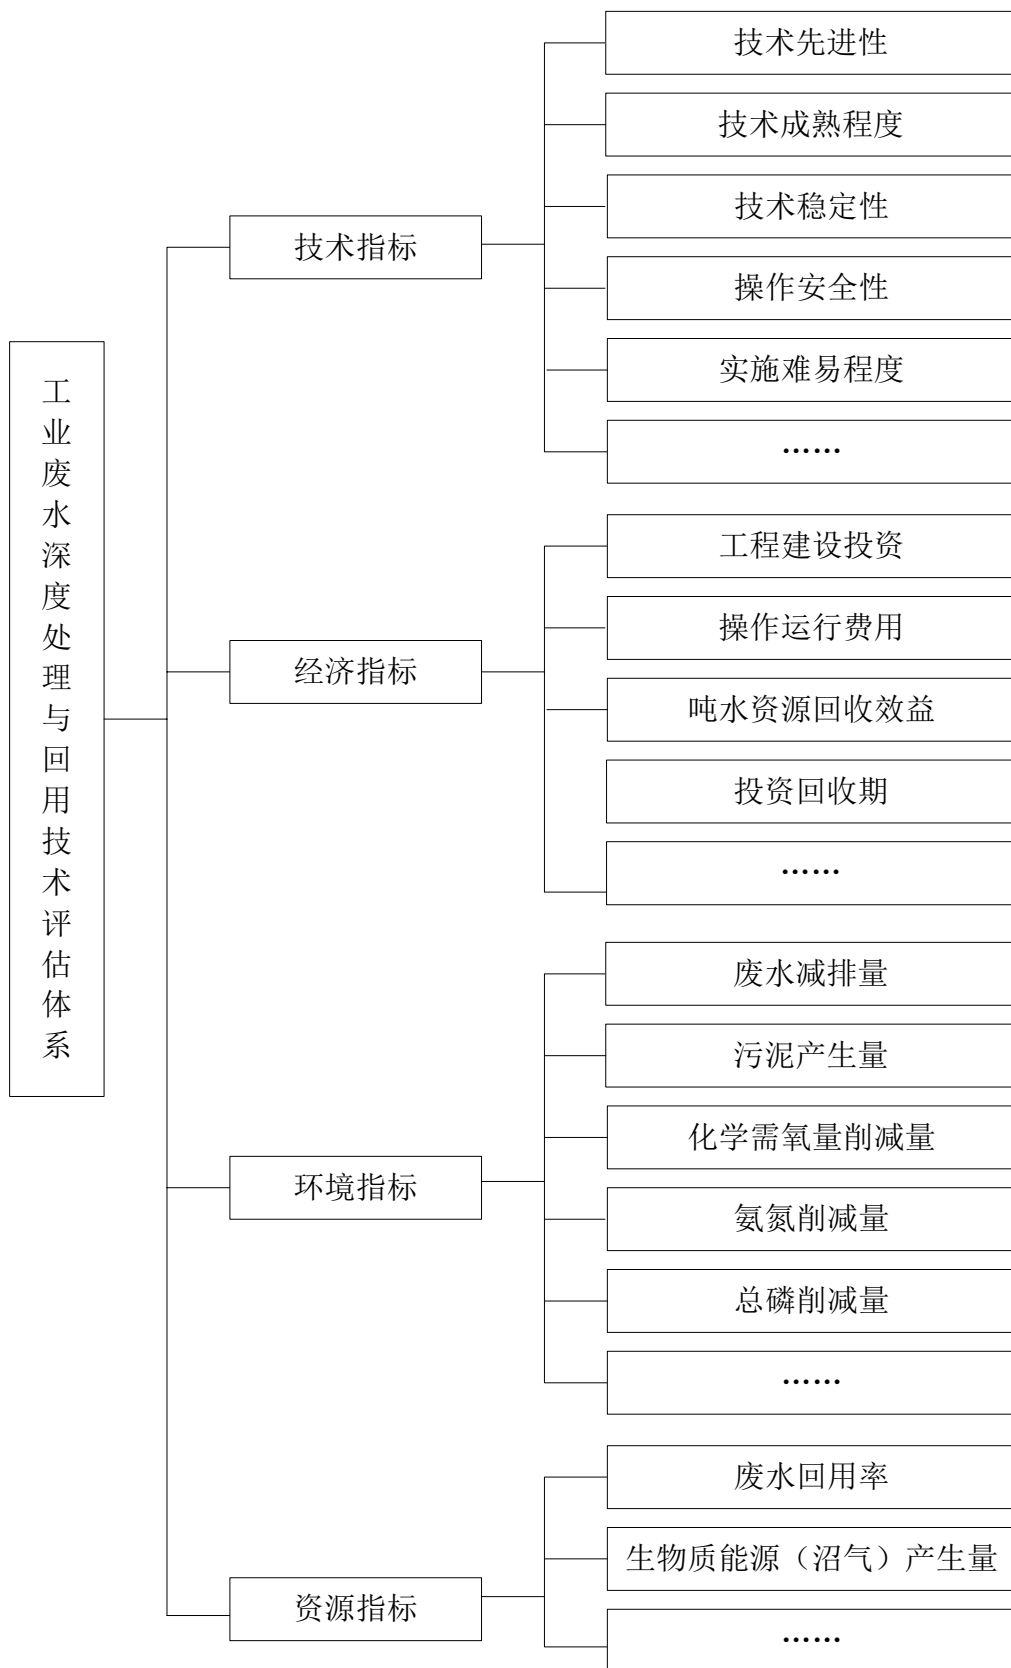 工业废水深度处理与回用技术评估体系
技术指标
技术先进性
技术成熟程度
技术稳定性
操作安全性
实施难易程度
……
经济指标
工程建设投资
操作运行费用
吨水资源回收效益
投资回收期
……
环境指标
废水减排量
污泥产生量
化学需氧量削减量
氨氮削减量
总磷削减量
……
资源指标
废水回用率
生物质能源（沼气）产生量
……